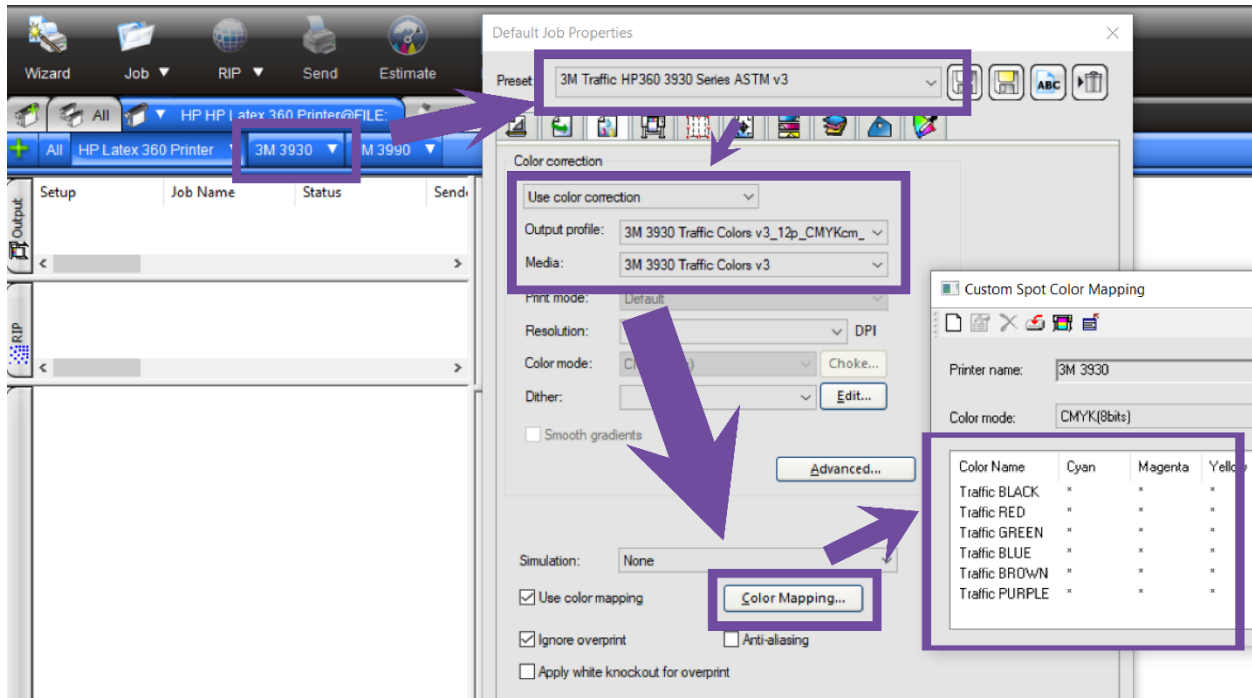 Wizard
Job
RIP
Send
Estimate
All
HP HP Latex 360 Printer@FILE:
All
HP Latex 360 Printer
3M 3930
3990
Output
Setup
Job Name
Status
RIP
Default Job Properties
Preset
3M Traffic HP360 3930 Series ASTM v3
ABC
Color correction
Use color correction
Output profile:
3M 3930 Traffic Colors v3_12p_CMYKcm_
Media:
3M 3930 Traffic Colors v3
Print mode:
Default
Resolution:
DPI
Color mode:
Choke...
Dither:
Edit...
Smooth gradients
Advanced...
Simulation:
None
Use color mapping
Color Mapping...
Ignore overprint
Anti-aliasing
Apply white knockout for overprint
Custom Spot Color Mapping
Printer name:
3M 3930
Color mode:
CMYK(8bits)
Color Name Cyan Magenta Yellow
Traffic BLACK * * *
Traffic RED * * *
Traffic GREEN * * *
Traffic BLUE * * *
Traffic BROWN * * *
Traffic PURPLE * * *